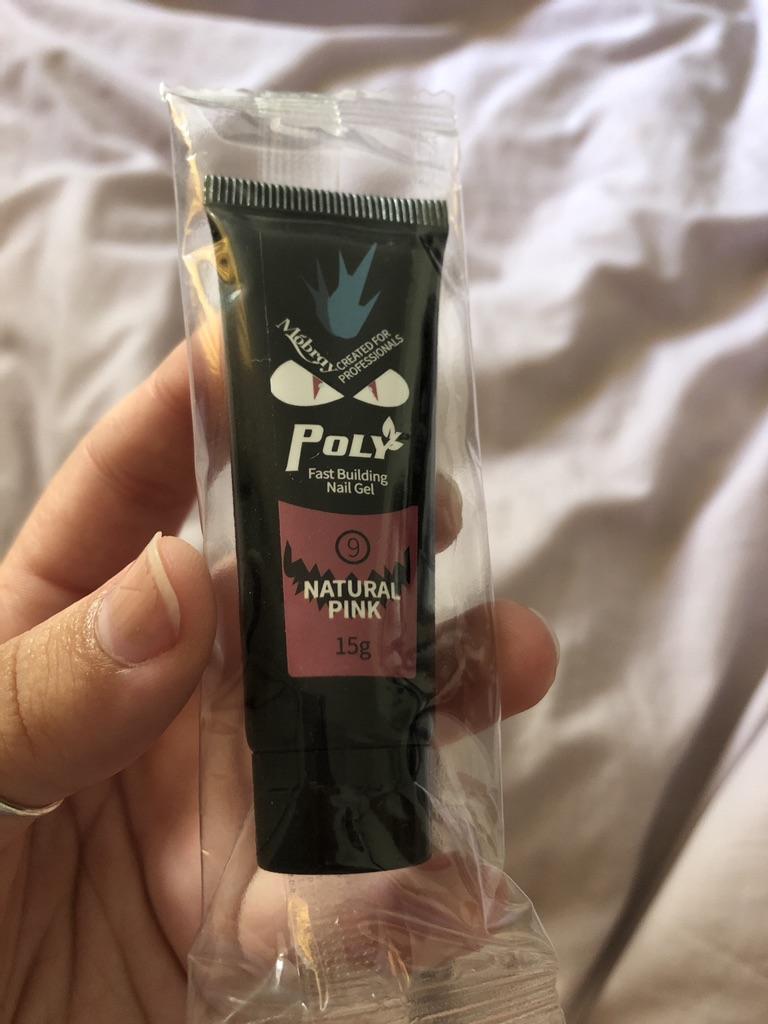 Mobray
CREATED FOR
PROFESSIONALS
POLY
Fast Building
Nail Gel
9
NATURAL
PINK
15g